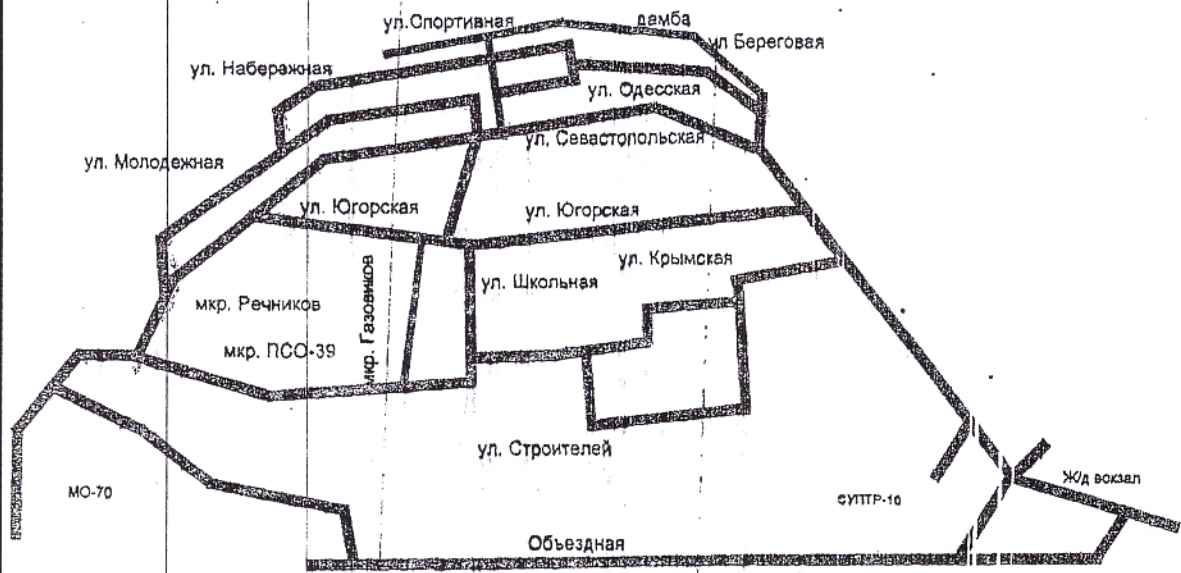 ул.Спортивная
дамба
ул Береговая
ул. Набережная
ул. Одесская
ул. Севастопольская
ул. Молодежная
ул. Югорская
ул. Югорская
ул. Крымская
ул. Школьная
мкр. Газовиков
мкр. Речников
мкр. ПСО-39
ул. Строителей
МО-70
СУПТР-10
Ж/д вокзал
Объездная